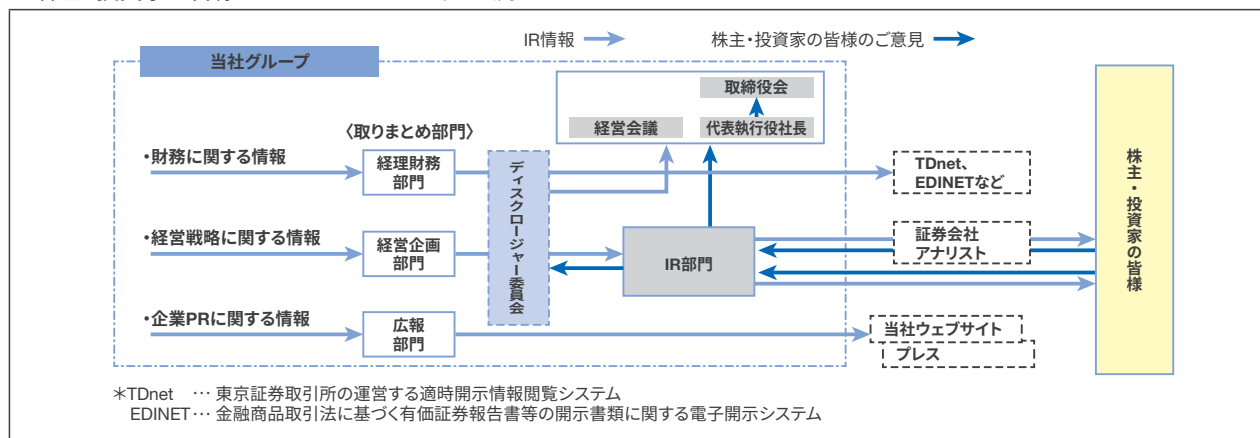 IR情報
株主・投資家の皆様のご意見
当社グループ
取締役会
経営会議
代表執行役社長
〈取りまとめ部門〉
・財務に関する情報
経理財務
部門
ディスクロージャー委員会
TDnet、
EDINETなど
株主・投資家の皆様
・経営戦略に関する情報
経営企画
部門
IR部門
証券会社
アナリスト
・企業PRに関する情報
広報
部門
当社ウェブサイト
プレス
＊TDnet … 東京証券取引所の運営する適時開示情報閲覧システム
EDINET … 金融商品取引法に基づく有価証券報告書等の開示書類に関する電子開示システム